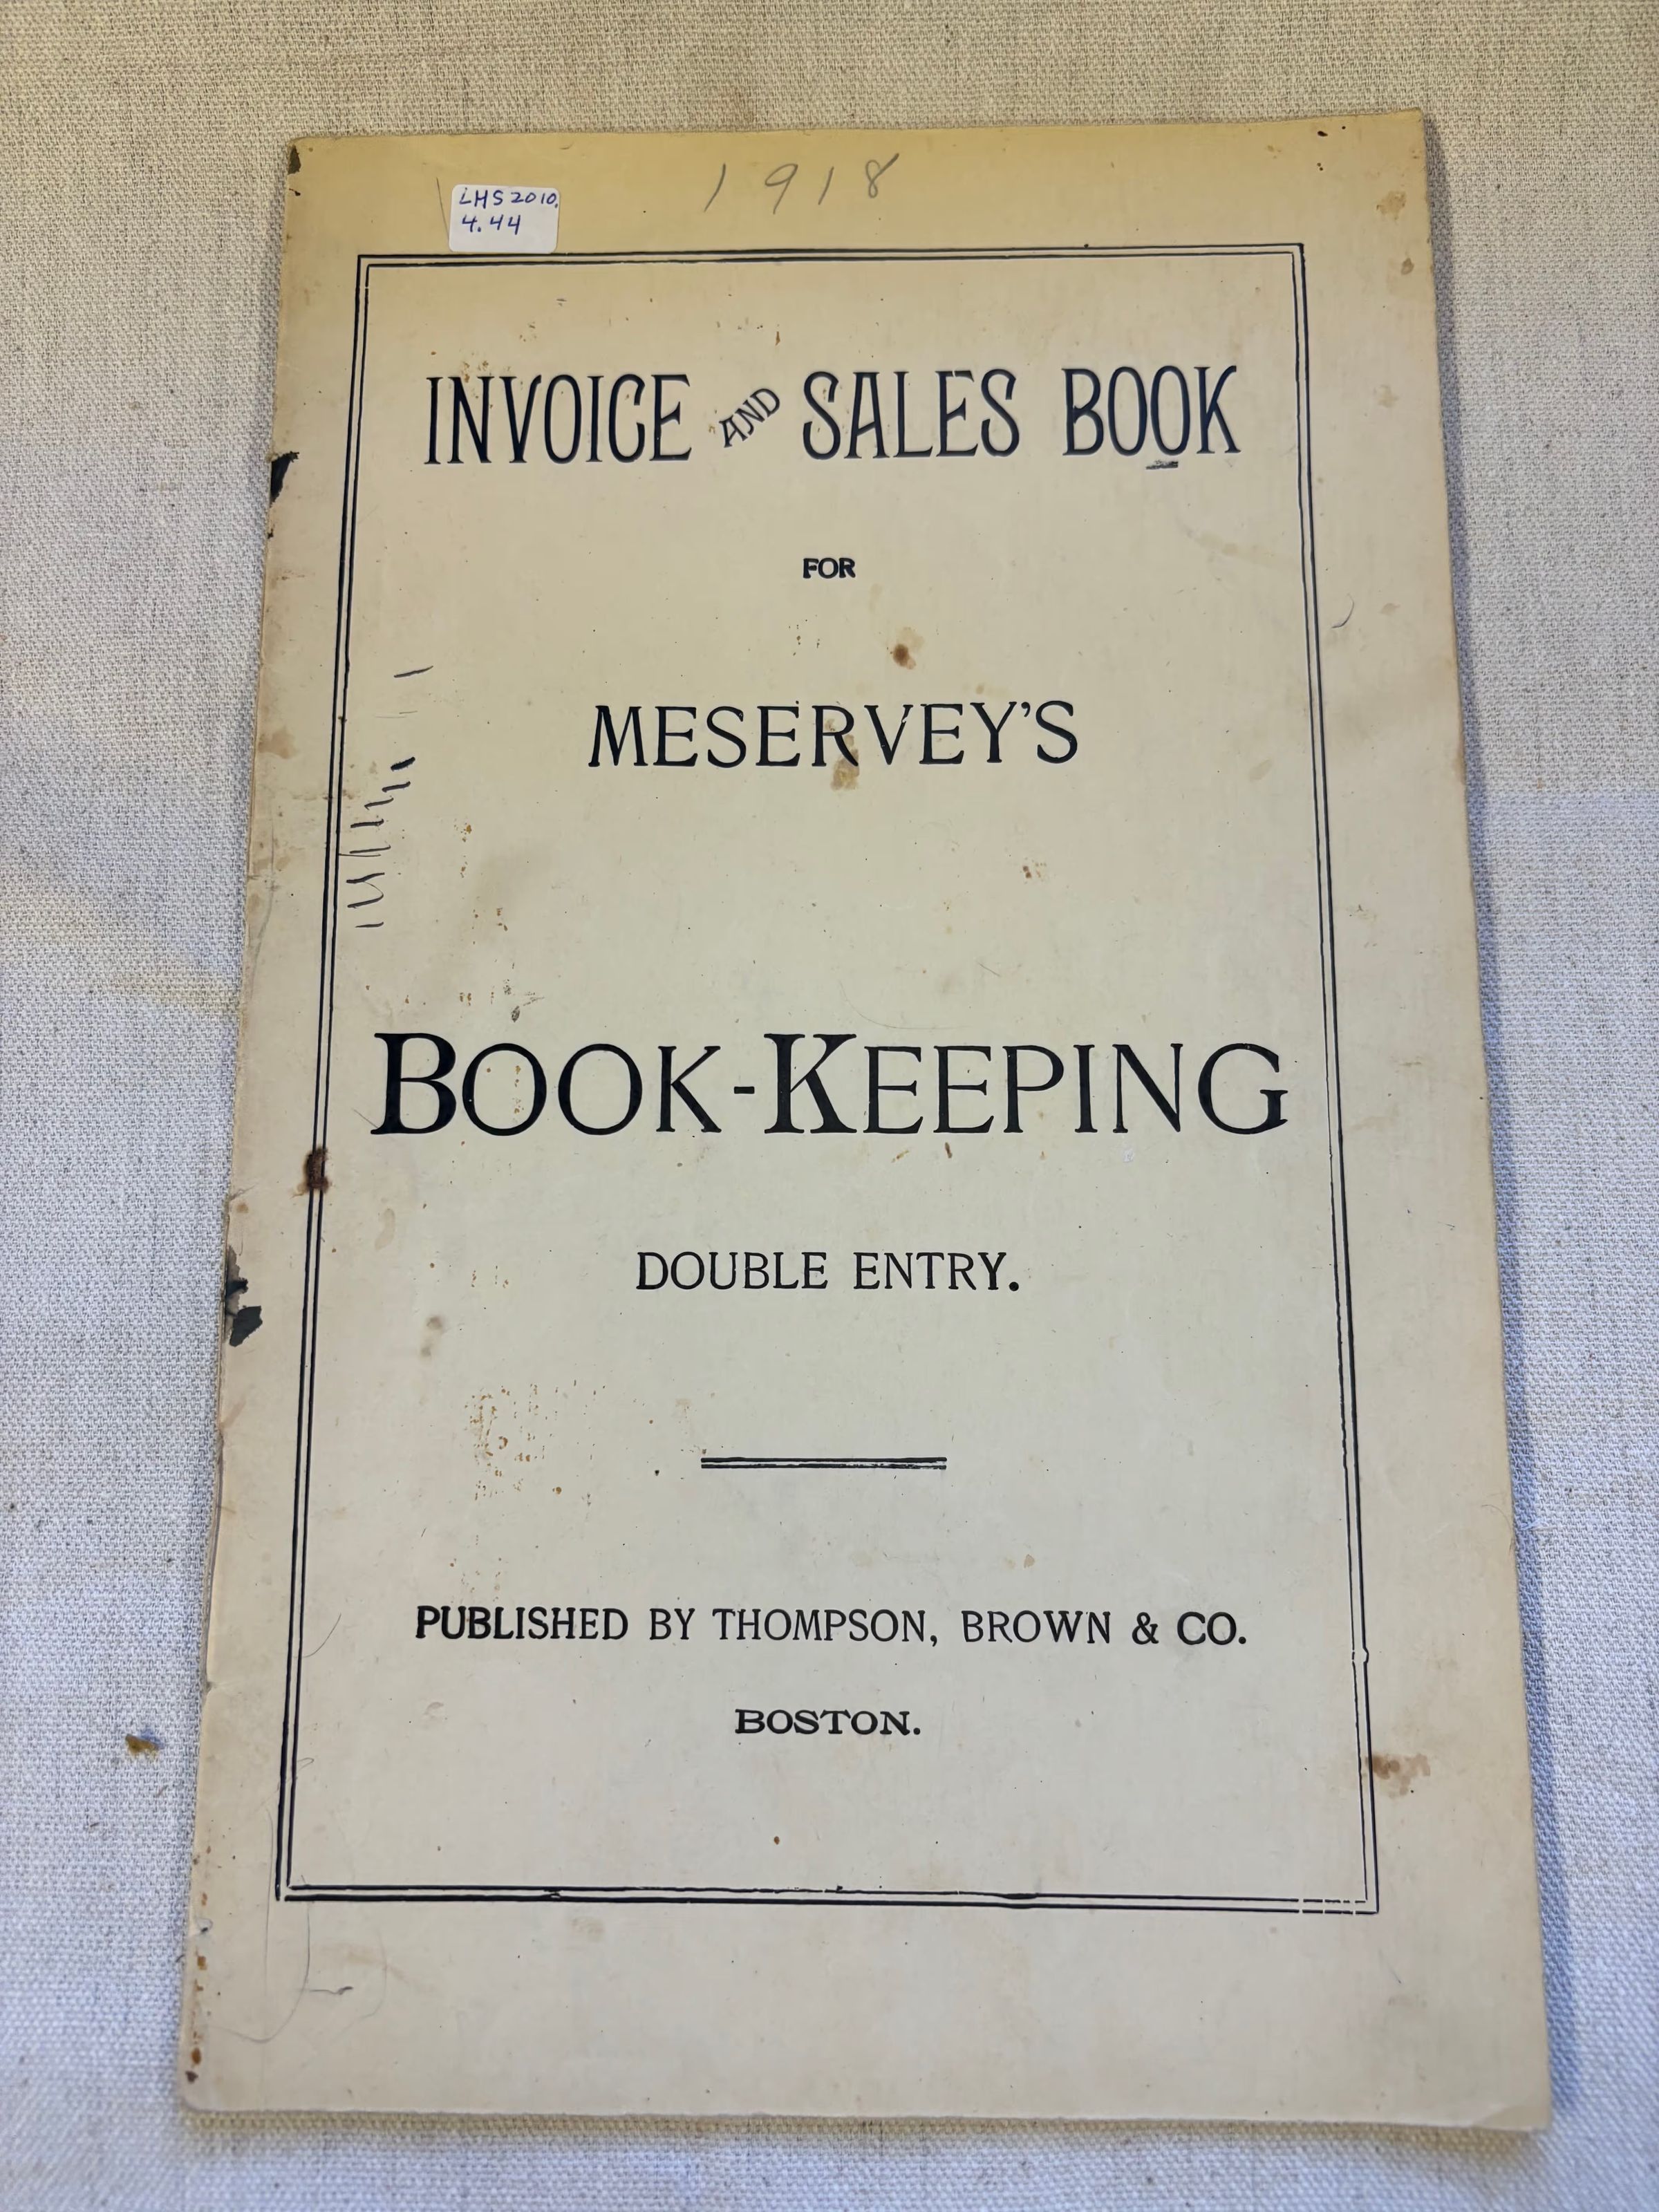 1918
LHS 2010.
4.44
INVOICE AND SALES BOOK
FOR
MESERVEY'S
BOOK-KEEPING
DOUBLE ENTRY.
PUBLISHED BY THOMPSON, BROWN & CO.
BOSTON.